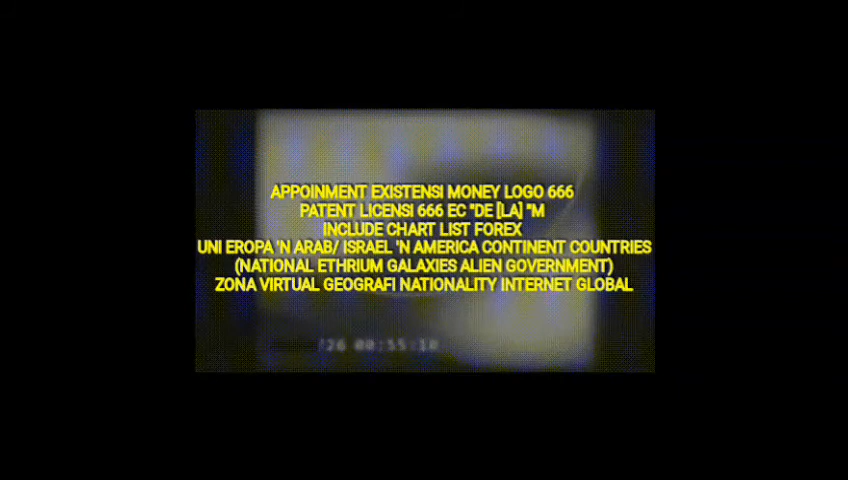 APPOINMENT EXISTENSI MONEY LOGO 666
PATENT LICENSI 666 EC "DE [LA] "M
INCLUDE CHART LIST FOREX
UNI EROPA 'N ARAB/ ISRAEL 'N AMERICA CONTINENT COUNTRIES
(NATIONAL ETHRIUM GALAXIES ALIEN GOVERNMENT)
ZONA VIRTUAL GEOGRAFI NATIONALITY INTERNET GLOBAL